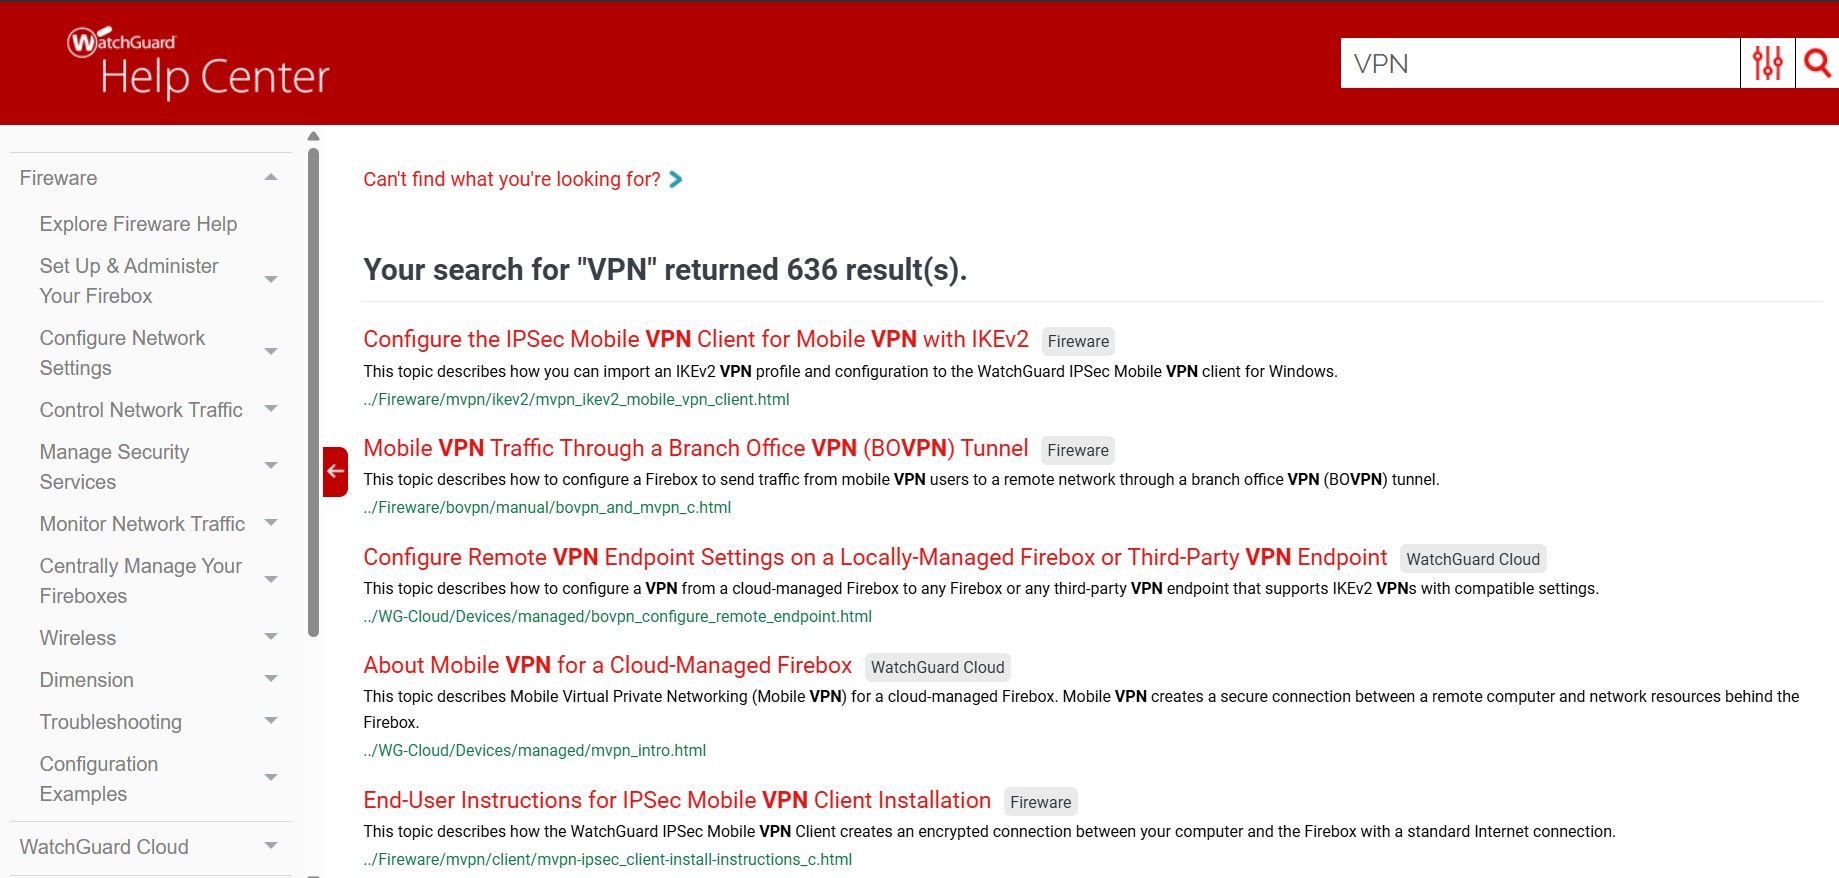 WatchGuard
Help Center
VPN
Fireware
Explore Fireware Help
Set Up & Administer
Your Firebox
Configure Network
Settings
Control Network Traffic
Manage Security
Services
Monitor Network Traffic
Centrally Manage Your
Fireboxes
Wireless
Dimension
Troubleshooting
Configuration
Examples
WatchGuard Cloud
Can't find what you're looking for?
Your search for "VPN" returned 636 result(s).
Configure the IPSec Mobile VPN Client for Mobile VPN with IKEv2 Fireware
This topic describes how you can import an IKEv2 VPN profile and configuration to the WatchGuard IPSec Mobile VPN client for Windows.
../Fireware/mvpn/ikev2/mvpn_ikev2_mobile_vpn_client.html
Mobile VPN Traffic Through a Branch Office VPN (BOVPN) Tunnel Fireware
This topic describes how to configure a Firebox to send traffic from mobile VPN users to a remote network through a branch office VPN (BOVPN) tunnel.
../Fireware/bovpn/manual/bovpn_and_mvpn_c.html
Configure Remote VPN Endpoint Settings on a Locally-Managed Firebox or Third-Party VPN Endpoint WatchGuard Cloud
This topic describes how to configure a VPN from a cloud-managed Firebox to any Firebox or any third-party VPN endpoint that supports IKEv2 VPNs with compatible settings.
../WG-Cloud/Devices/managed/bovpn_configure_remote_endpoint.html
About Mobile VPN for a Cloud-Managed Firebox WatchGuard Cloud
This topic describes Mobile Virtual Private Networking (Mobile VPN) for a cloud-managed Firebox. Mobile VPN creates a secure connection between a remote computer and network resources behind the
Firebox.
../WG-Cloud/Devices/managed/mvpn_intro.html
End-User Instructions for IPSec Mobile VPN Client Installation Fireware
This topic describes how the WatchGuard IPSec Mobile VPN Client creates an encrypted connection between your computer and the Firebox with a standard Internet connection.
../Fireware/mvpn/client/mvpn-ipsec_client-install-instructions_c.html